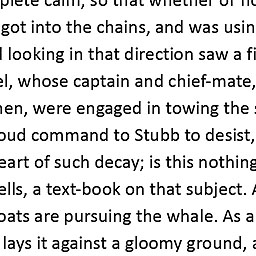 plete calm, so that whether or no
got into the chains, and was usin
looking in that direction saw a fi
el, whose captain and chief-mate,
en, were engaged in towing the s
oud command to Stubb to desist,
eart of such decay; is this nothing
ells, a text-book on that subject. A
oats are pursuing the whale. As a
lays it against a gloomy ground, a